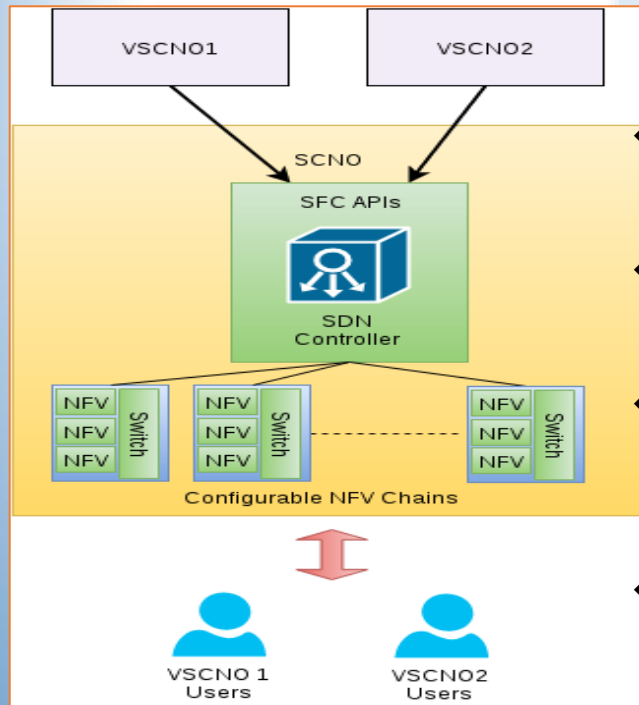 VSCNO1 VSCNO2
SCNO
SFC APIs
SDN
Controller
NFV NFV NFV
NFV NFV NFV
NFV NFV NFV
Switch Switch Switch
Configurable NFV Chains
VSCNO 1 VSCNO2
Users Users